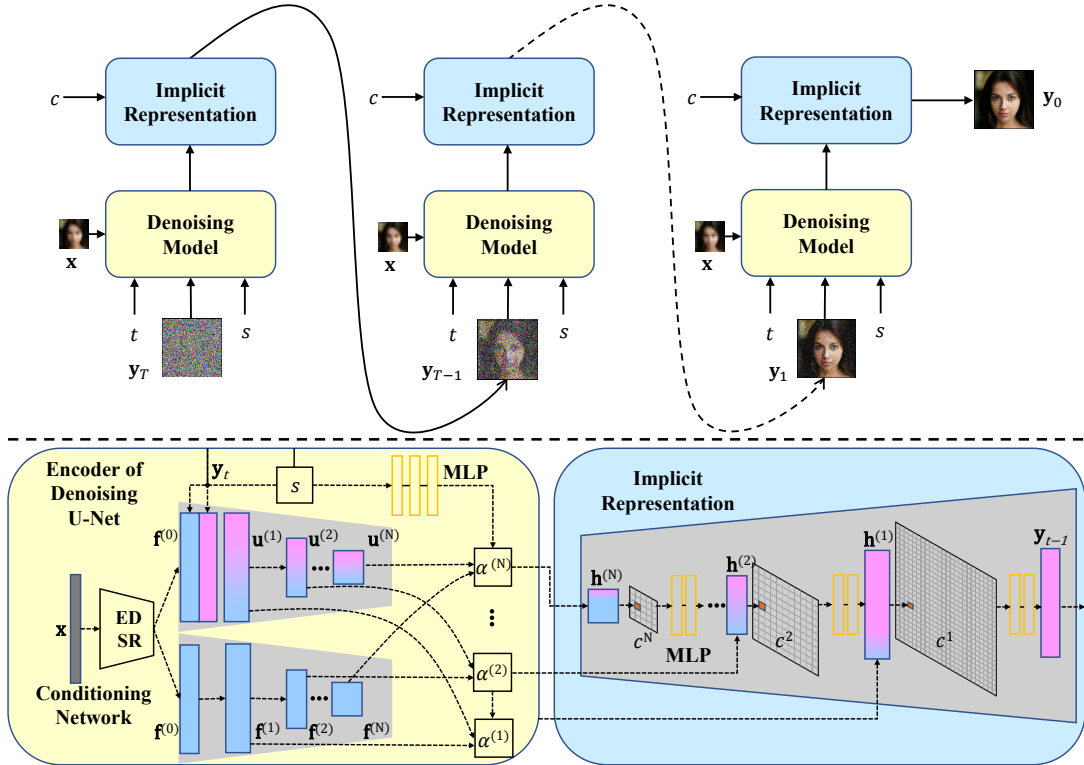 Implicit
Representation
c
Denoising
Model
x
t
s
y_T
Implicit
Representation
c
Denoising
Model
x
t
s
y_{T−1}
Implicit
Representation
c
y_0
Denoising
Model
x
t
s
y_1
Encoder of
Denoising
U-Net
y_t
s
MLP
f^{(0)}
u^{(1)}
u^{(2)}
u^{(N)}
α^{(N)}
x
ED
SR
Conditioning
Network
f^{(0)}
f^{(1)}
f^{(2)}
f^{(N)}
α^{(2)}
α^{(1)}
Implicit
Representation
h^{(N)}
c^N
MLP
h^{(2)}
c^2
h^{(1)}
c^1
y_{t−1}